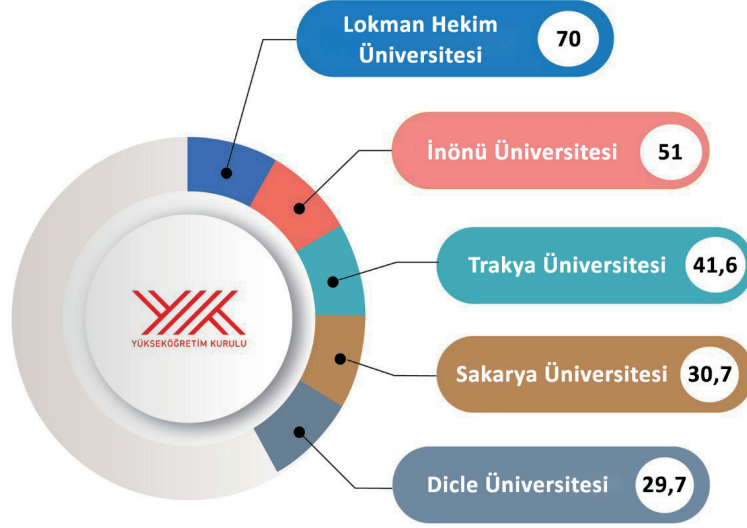 Lokman Hekim
Üniversitesi
70
İnönü Üniversitesi
51
Trakya Üniversitesi
41,6
YÜKSEKÖĞRETİM KURULU
Sakarya Üniversitesi
30,7
Dicle Üniversitesi
29,7